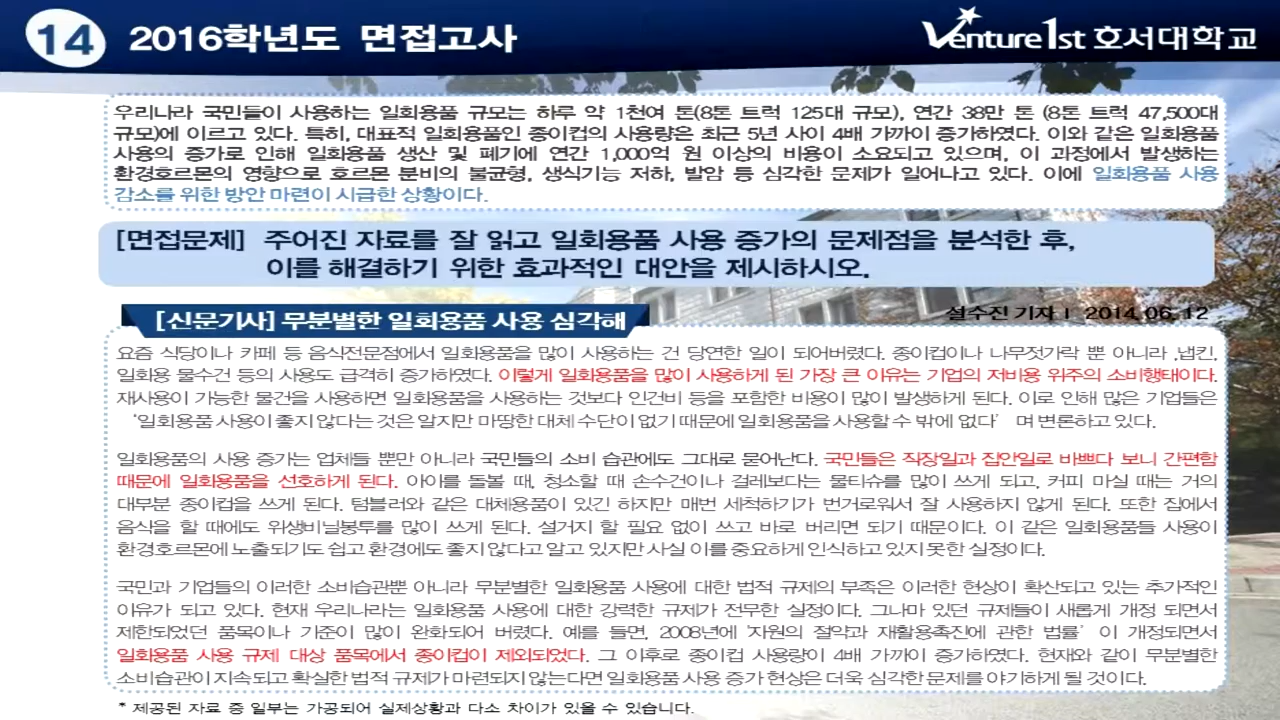 14 2016학년도 면접고사
Venture 1st 호서대학교
우리나라 국민들이 사용하는 일회용품 규모는 하루 약 1천여 톤(8톤 트럭 125대 규모), 연간 38만 톤 (8톤 트럭 47,500대
규모)에 이르고 있다. 특히, 대표적 일회용품인 종이컵의 사용량은 최근 5년 사이 4배 가까이 증가하였다. 이와 같은 일회용품
사용의 증가로 인해 일회용품 생산 및 폐기에 연간 1,000억 원 이상의 비용이 소요되고 있으며, 이 과정에서 발생하는
환경호르몬의 영향으로 호르몬 분비의 불균형, 생식기능 저하, 발암 등 심각한 문제가 일어나고 있다. 이에 일회용품 사용
감소를 위한 방안 마련이 시급한 상황이다.
[면접문제] 주어진 자료를 잘 읽고 일회용품 사용 증가의 문제점을 분석한 후,
이를 해결하기 위한 효과적인 대안을 제시하시오.
[신문기사] 무분별한 일회용품 사용 심각해
설수진 기자 I 2014. 06. 12
요즘 식당이나 카페 등 음식전문점에서 일회용품을 많이 사용하는 건 당연한 일이 되어버렸다. 종이컵이나 나무젓가락 뿐 아니라 ,냅킨,
일회용 물수건 등의 사용도 급격히 증가하였다. 이렇게 일회용품을 많이 사용하게 된 가장 큰 이유는 기업의 저비용 위주의 소비행태이다.
재사용이 가능한 물건을 사용하면 일회용품을 사용하는 것보다 인건비 등을 포함한 비용이 많이 발생하게 된다. 이로 인해 많은 기업들은
‘일회용품 사용이 좋지 않다는 것은 알지만 마땅한 대체 수단이 없기 때문에 일회용품을 사용할 수 밖에 없다’ 며 변론하고 있다.
일회용품의 사용 증가는 업체들 뿐만 아니라 국민들의 소비 습관에도 그대로 묻어난다. 국민들은 직장일과 집안일로 바쁘다 보니 간편함
때문에 일회용품을 선호하게 된다. 아이를 돌볼 때, 청소할 때 손수건이나 걸레보다는 물티슈를 많이 쓰게 되고, 커피 마실 때는 거의
대부분 종이컵을 쓰게 된다. 텀블러와 같은 대체용품이 있긴 하지만 매번 세척하기가 번거로워서 잘 사용하지 않게 된다. 또한 집에서
음식을 할 때에도 위생비닐봉투를 많이 쓰게 된다. 설거지 할 필요 없이 쓰고 바로 버리면 되기 때문이다. 이 같은 일회용품들 사용이
환경호르몬에 노출되기도 쉽고 환경에도 좋지 않다고 알고 있지만 사실 이를 중요하게 인식하고 있지 못한 실정이다.
국민과 기업들의 이러한 소비습관뿐 아니라 무분별한 일회용품 사용에 대한 법적 규제의 부족은 이러한 현상이 확산되고 있는 추가적인
이유가 되고 있다. 현재 우리나라는 일회용품 사용에 대한 강력한 규제가 전무한 실정이다. 그나마 있던 규제들이 새롭게 개정 되면서
제한되었던 품목이나 기준이 많이 완화되어 버렸다. 예를 들면, 2008년에 ‘자원의 절약과 재활용촉진에 관한 법률’ 이 개정되면서
일회용품 사용 규제 대상 품목에서 종이컵이 제외되었다. 그 이후로 종이컵 사용량이 4배 가까이 증가하였다. 현재와 같이 무분별한
소비습관이 지속되고 확실한 법적 규제가 마련되지 않는다면 일회용품 사용 증가 현상은 더욱 심각한 문제를 야기하게 될 것이다.
* 제공된 자료 중 일부는 가공되어 실제상황과 다소 차이가 있을 수 있습니다.